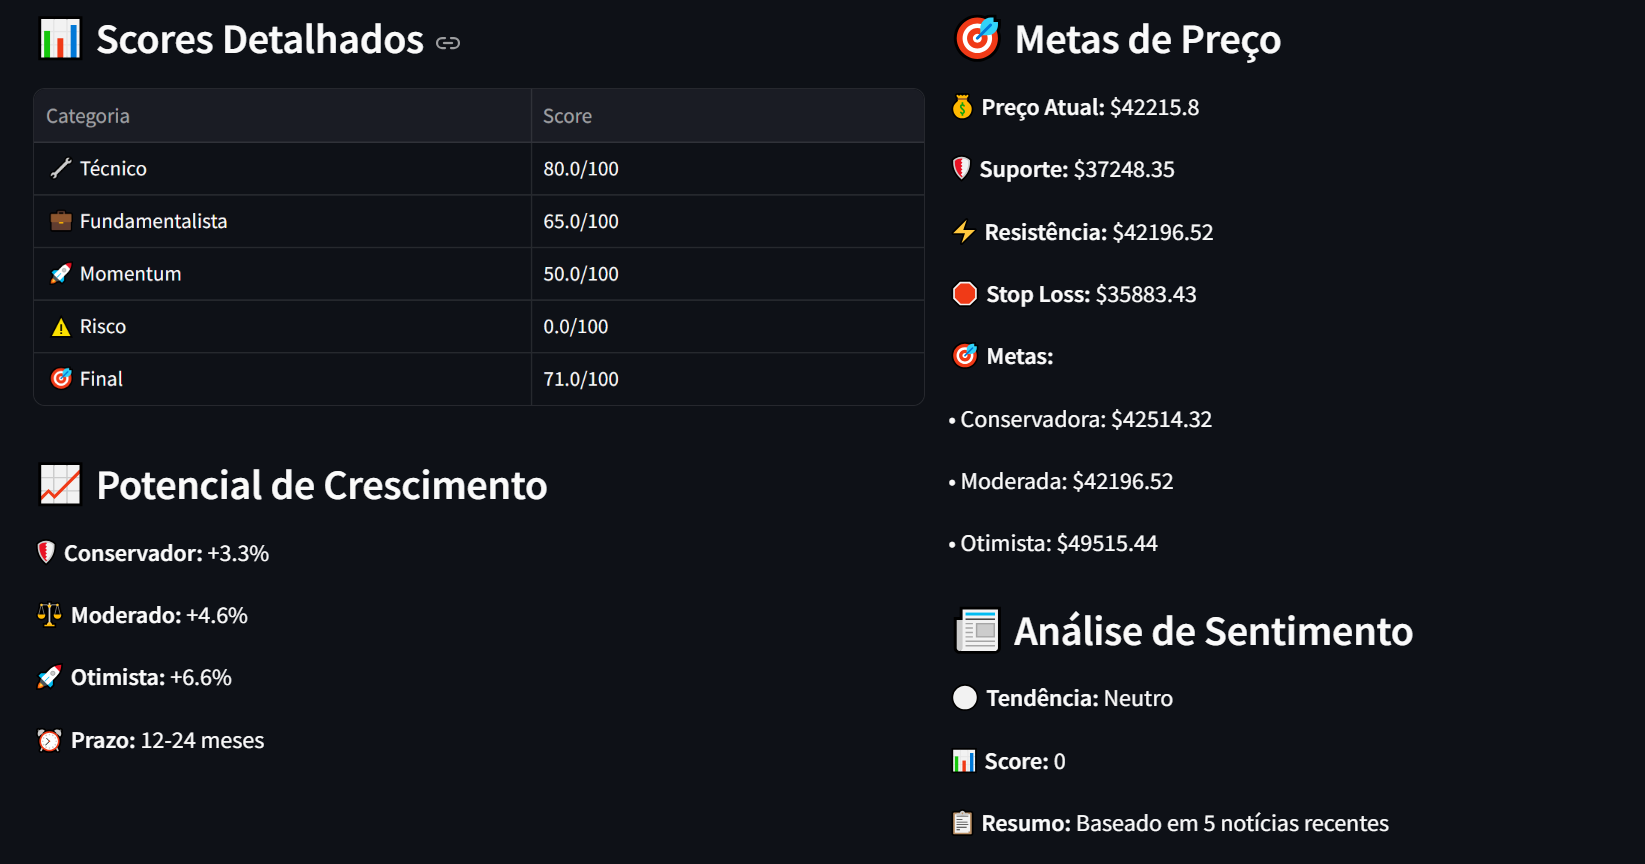 Scores Detalhados
Categoria Score
Técnico 80.0/100
Fundamentalista 65.0/100
Momentum 50.0/100
Risco 0.0/100
Final 71.0/100
Potencial de Crescimento
Conservador: +3.3%
Moderado: +4.6%
Otimista: +6.6%
Prazo: 12-24 meses
Metas de Preço
Preço Atual: $42215.8
Suporte: $37248.35
Resistência: $42196.52
Stop Loss: $35883.43
Metas:
• Conservadora: $42514.32
• Moderada: $42196.52
• Otimista: $49515.44
Análise de Sentimento
Tendência: Neutro
Score: 0
Resumo: Baseado em 5 notícias recentes